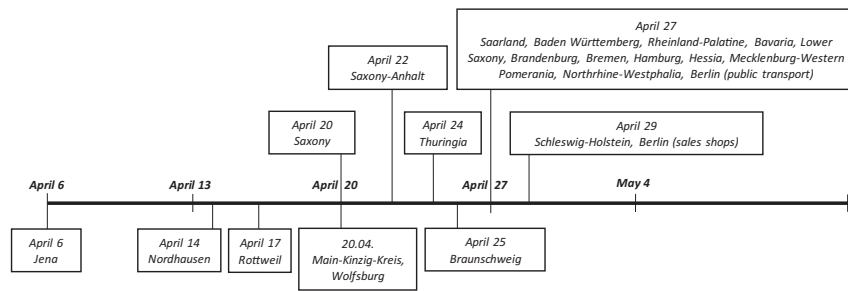 April 27
Saarland, Baden Württemberg, Rheinland-Palatine, Bavaria, Lower
Saxony, Brandenburg, Bremen, Hamburg, Hessia, Mecklenburg-Western
Pomerania, Northrhine-Westphalia, Berlin (public transport)
April 22
Saxony-Anhalt
April 20
Saxony
April 24
Thuringia
April 29
Schleswig-Holstein, Berlin (sales shops)
April 6
April 13
April 20
April 27
May 4
April 6
Jena
April 14
Nordhausen
April 17
Rottweil
20.04.
Main-Kinzig-Kreis,
Wolfsburg
April 25
Braunschweig